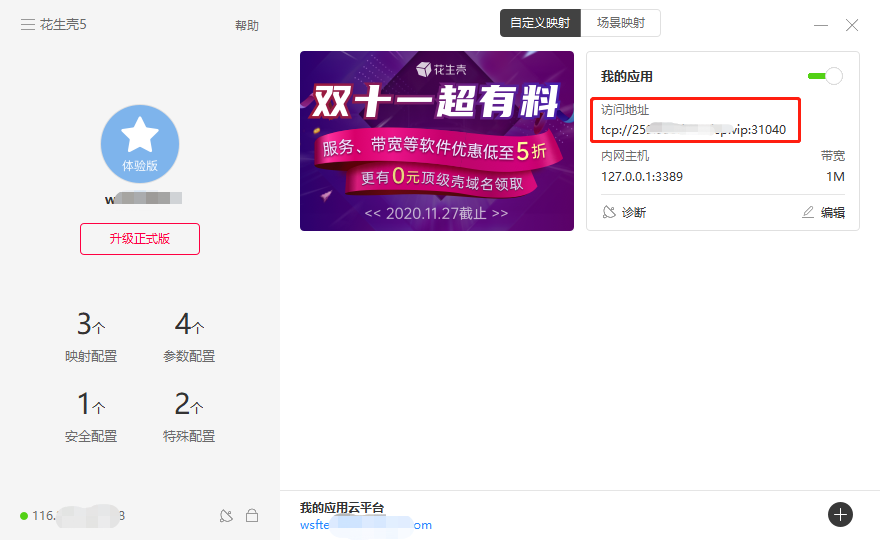 花生壳5
帮助
体验版
w
升级正式版
3个
映射配置
4个
参数配置
1个
安全配置
2个
特殊配置
116.
8
自定义映射
场景映射
花生壳
双十一超有料
服务、带宽等软件优惠低至5折
更有0元顶级壳域名领取
<< 2020.11.27截止 >>
我的应用
访问地址
tcp://25 vip:31040
内网主机
带宽
127.0.0.1:3389
1M
诊断
编辑
我的应用云平台
wsfte om